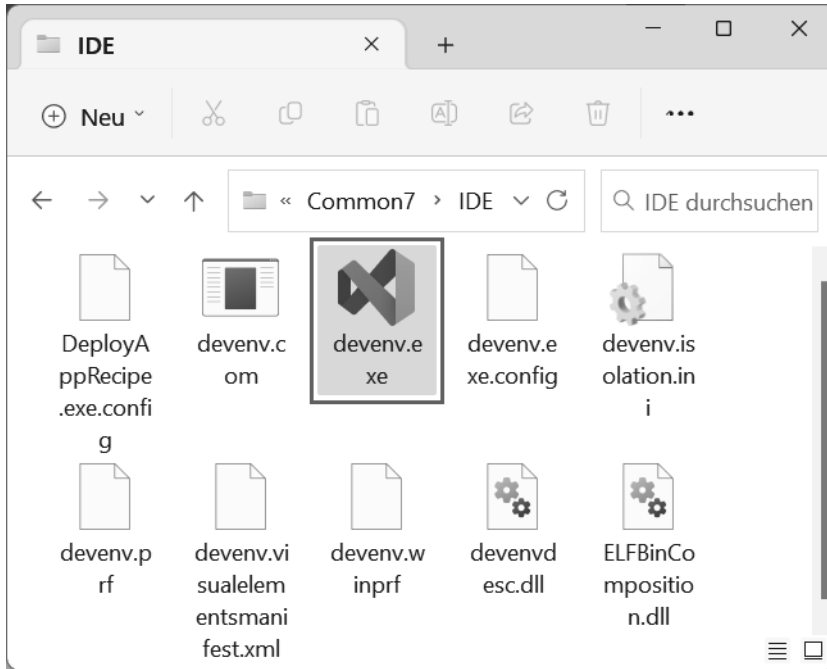 IDE
Neu
IDE durchsuchen
« Common7 › IDE
DeployA
ppRecipe
.exe.confi
g
devenv.c
om
devenv.e
xe
devenv.e
xe.config
devenv.is
olation.in
i
devenv.p
rf
devenv.vi
sualelem
entsmani
fest.xml
devenv.w
inprf
devenvd
esc.dll
ELFBinCo
mpositio
n.dll